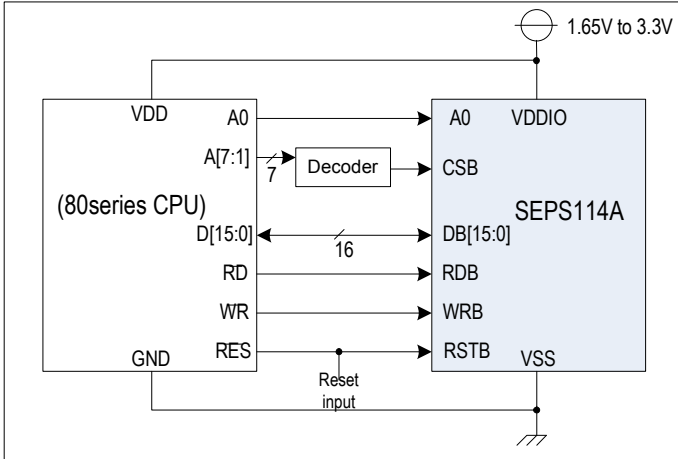 1.65V to 3.3V
VDD
A0
A0
VDDIO
A[7:1]
7
Decoder
CSB
(80series CPU)
SEPS114A
D[15:0]
16
DB[15:0]
RD
RDB
WR
WRB
RES
RSTB
GND
VSS
Reset
input